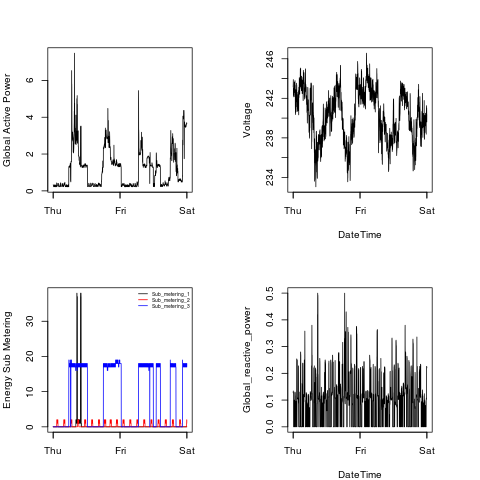 Global Active Power
0 2 4 6
Thu Fri Sat
Voltage
234 238 242 246
Thu Fri Sat
DateTime
Energy Sub Metering
0 10 20 30
Sub_metering_1
Sub_metering_2
Sub_metering_3
Thu Fri Sat
Global_reactive_power
0.0 0.1 0.2 0.3 0.4 0.5
Thu Fri Sat
DateTime